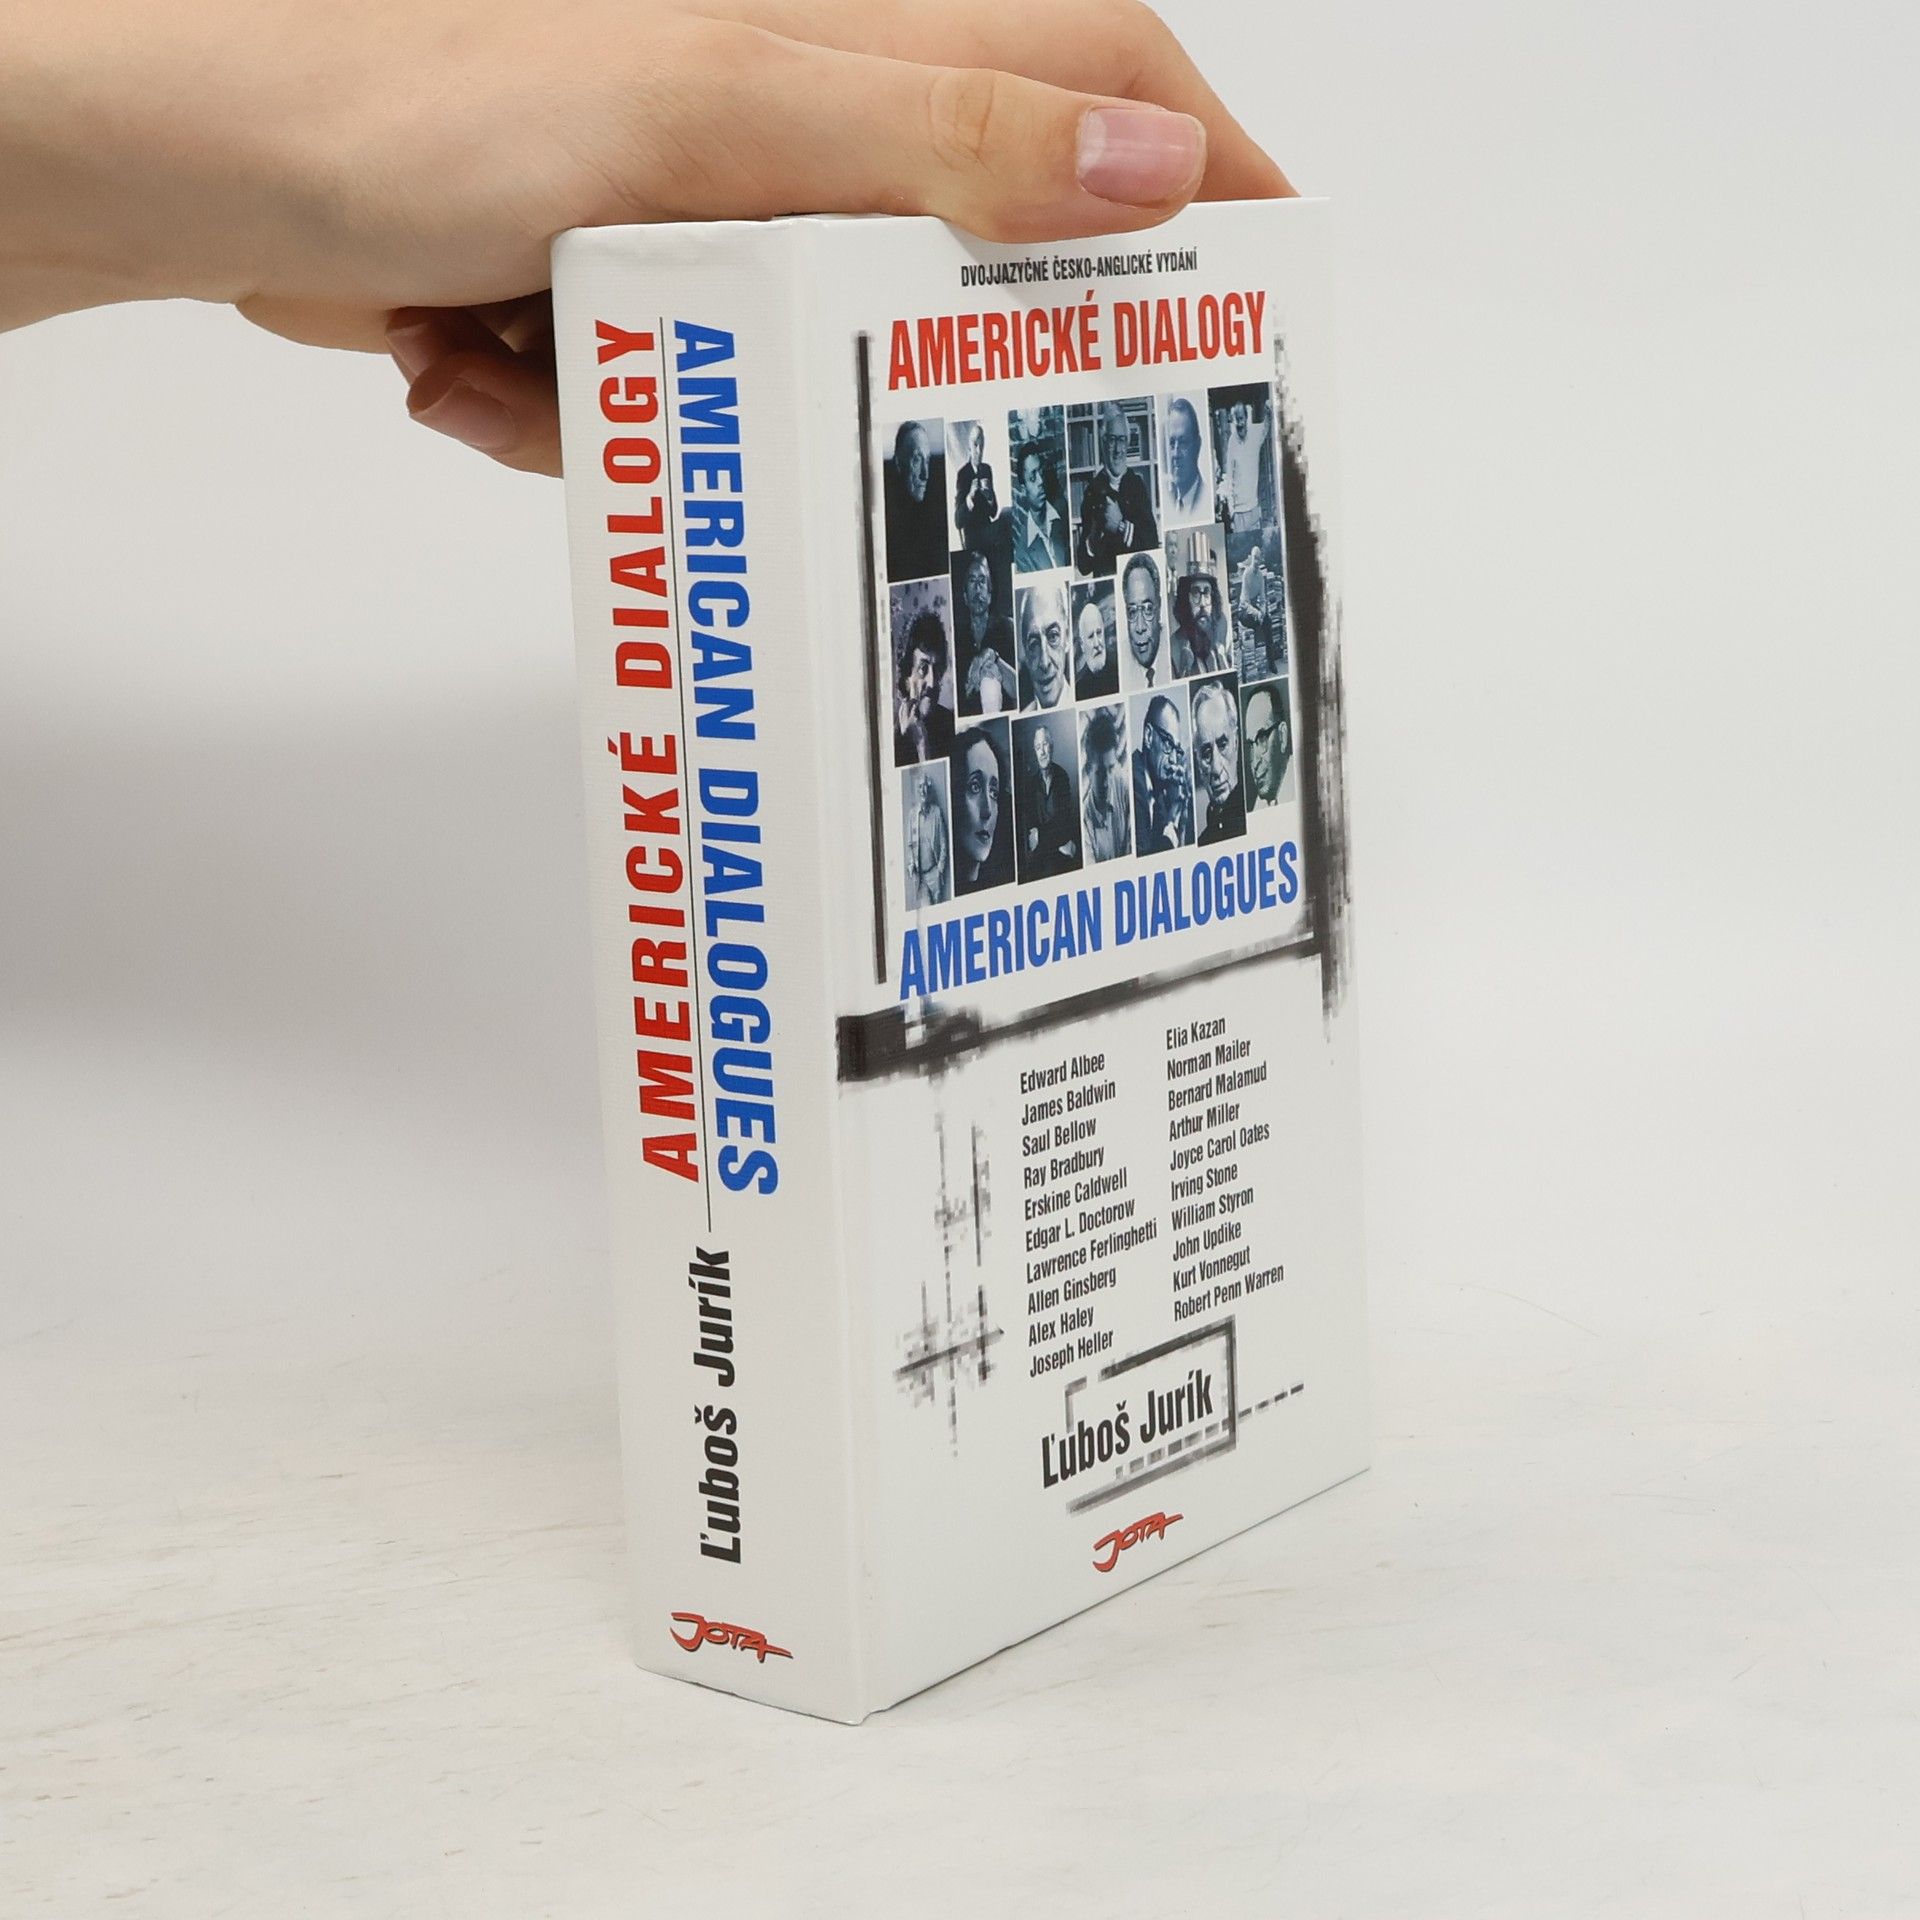 AMERICKÉ DIALOGY
AMERICAN DIALOGUES
Ľuboš Jurík
JOTA
DVOJJAZYČNÉ ČESKO-ANGLICKÉ VYDÁNÍ
AMERICKÉ DIALOGY
AMERICAN DIALOGUES
Edward Albee
James Baldwin
Saul Bellow
Ray Bradbury
Erskine Caldwell
Edgar L. Doctorow
Lawrence Ferlinghetti
Allen Ginsberg
Alex Haley
Joseph Heller
Elia Kazan
Norman Mailer
Bernard Malamud
Arthur Miller
Joyce Carol Oates
Irving Stone
William Styron
John Updike
Kurt Vonnegut
Robert Penn Warren
Ľuboš Jurík
JOTA